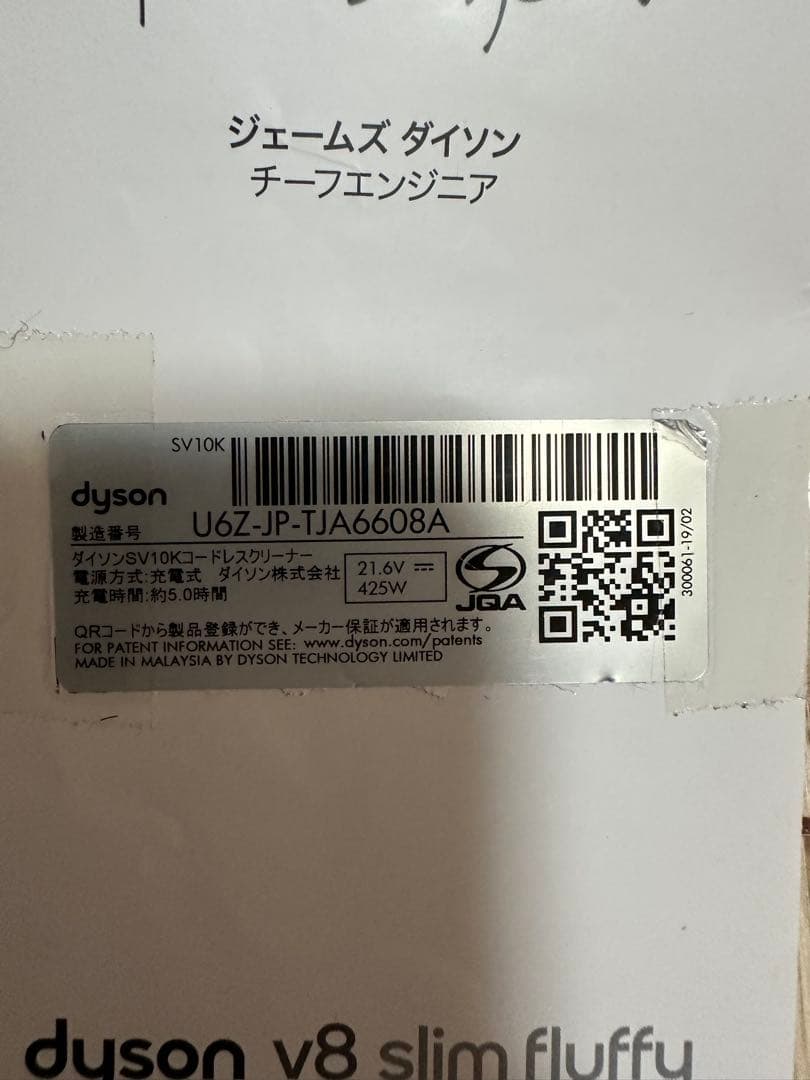 ジェームズ ダイソン
チーフエンジニア
SV10K
dyson
製造番号 U6Z-JP-TJA6608A
ダイソンSV10Kコードレスクリーナー
電源方式:充電式 ダイソン株式会社
充電時間:約5.0時間
21.6V ⎓
425W
JQA
300061-19/02
QRコードから製品登録ができ、メーカー保証が適用されます。
FOR PATENT INFORMATION SEE: www.dyson.com/patents
MADE IN MALAYSIA BY DYSON TECHNOLOGY LIMITED
dyson v8 slim fluffy